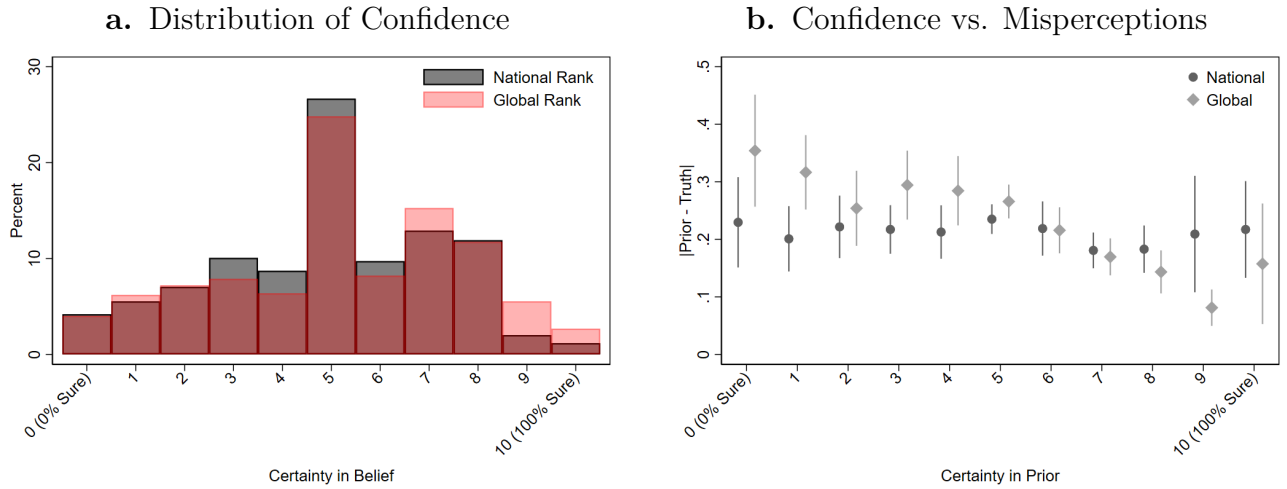 a. Distribution of Confidence
Percent
30
20
10
0
National Rank
Global Rank
0 (0% Sure)
1
2
3
4
5
6
7
8
9
10 (100% Sure)
Certainty in Belief
b. Confidence vs. Misperceptions
|Prior - Truth|
.5
.4
.3
.2
.1
0
National
Global
0 (0% Sure)
1
2
3
4
5
6
7
8
9
10 (100% Sure)
Certainty in Prior